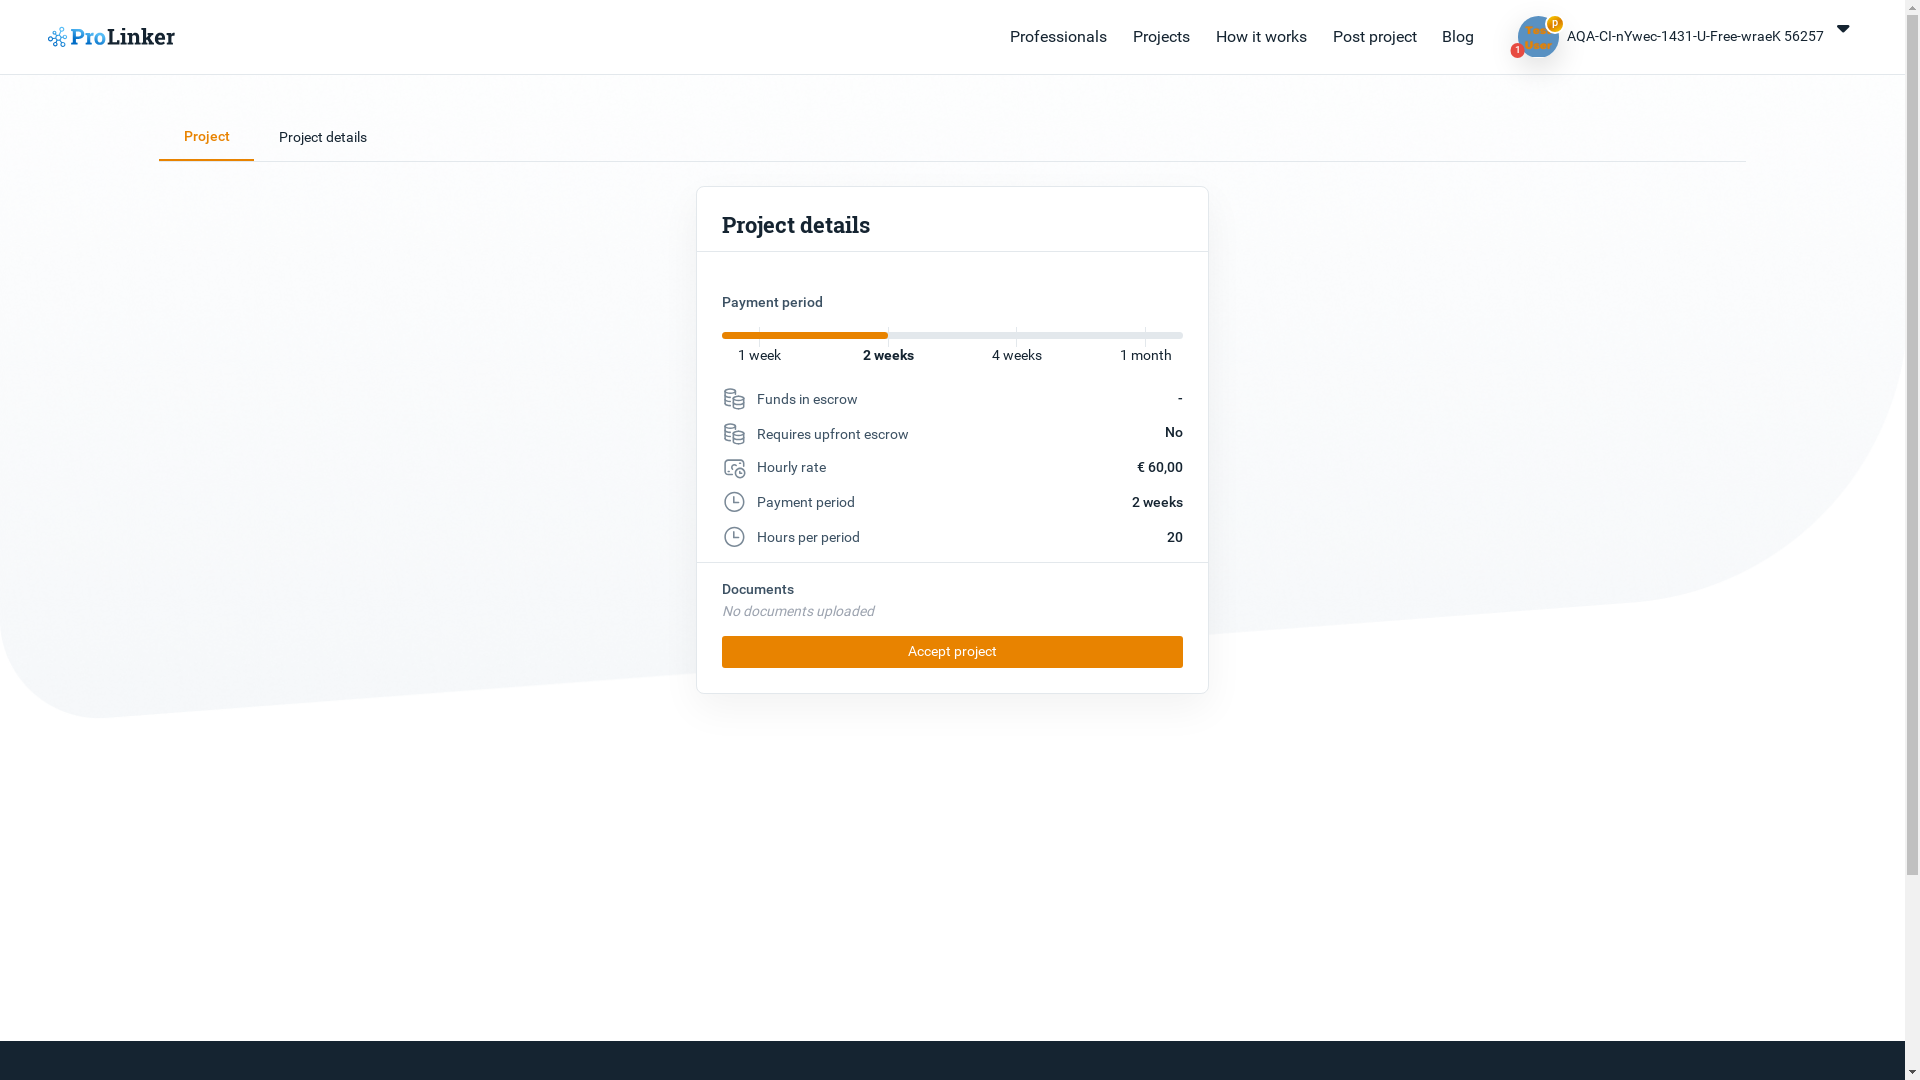 ProLinker
Professionals
Projects
How it works
Post project
Blog
Test
User
p
1
AQA-CI-nYwec-1431-U-Free-wraeK 56257
Project
Project details
Project details
Payment period
1 week
2 weeks
4 weeks
1 month
Funds in escrow -
Requires upfront escrow No
Hourly rate € 60,00
Payment period 2 weeks
Hours per period 20
Documents
No documents uploaded
Accept project